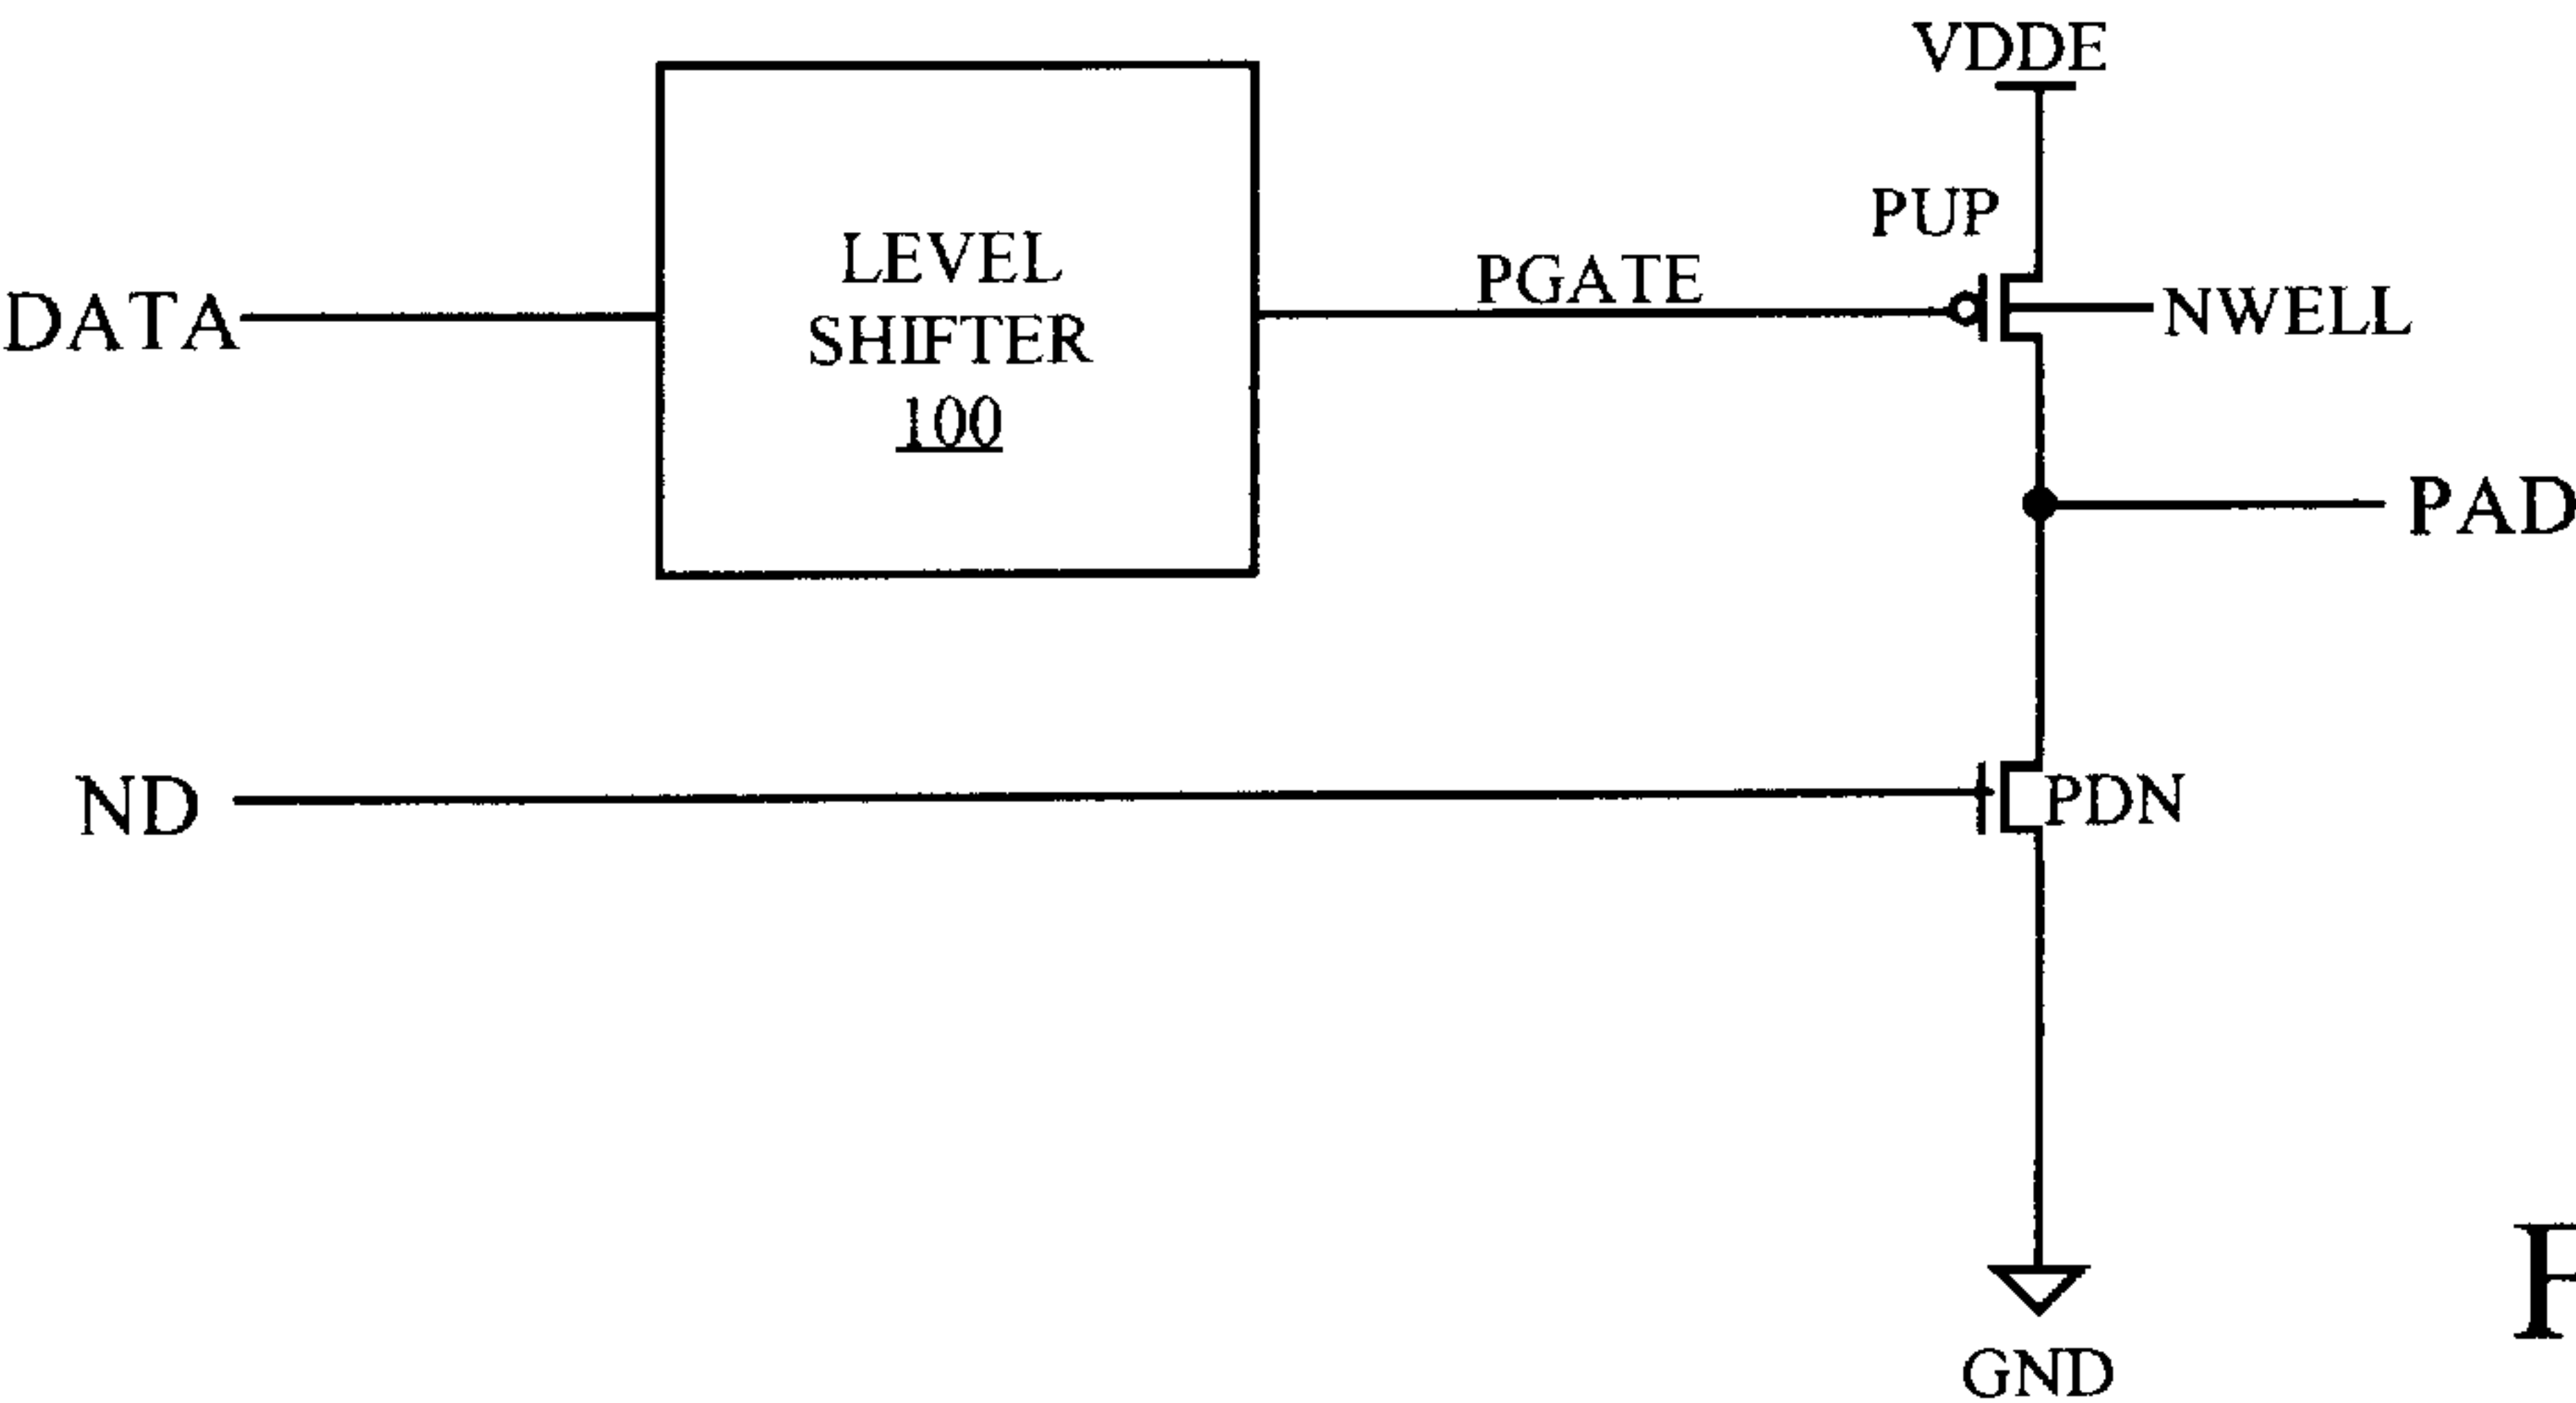 VDDE
PUP
LEVEL
SHIFTER
100
PGATE
DATA
NWELL
PAD
ND
PDN
F
GND